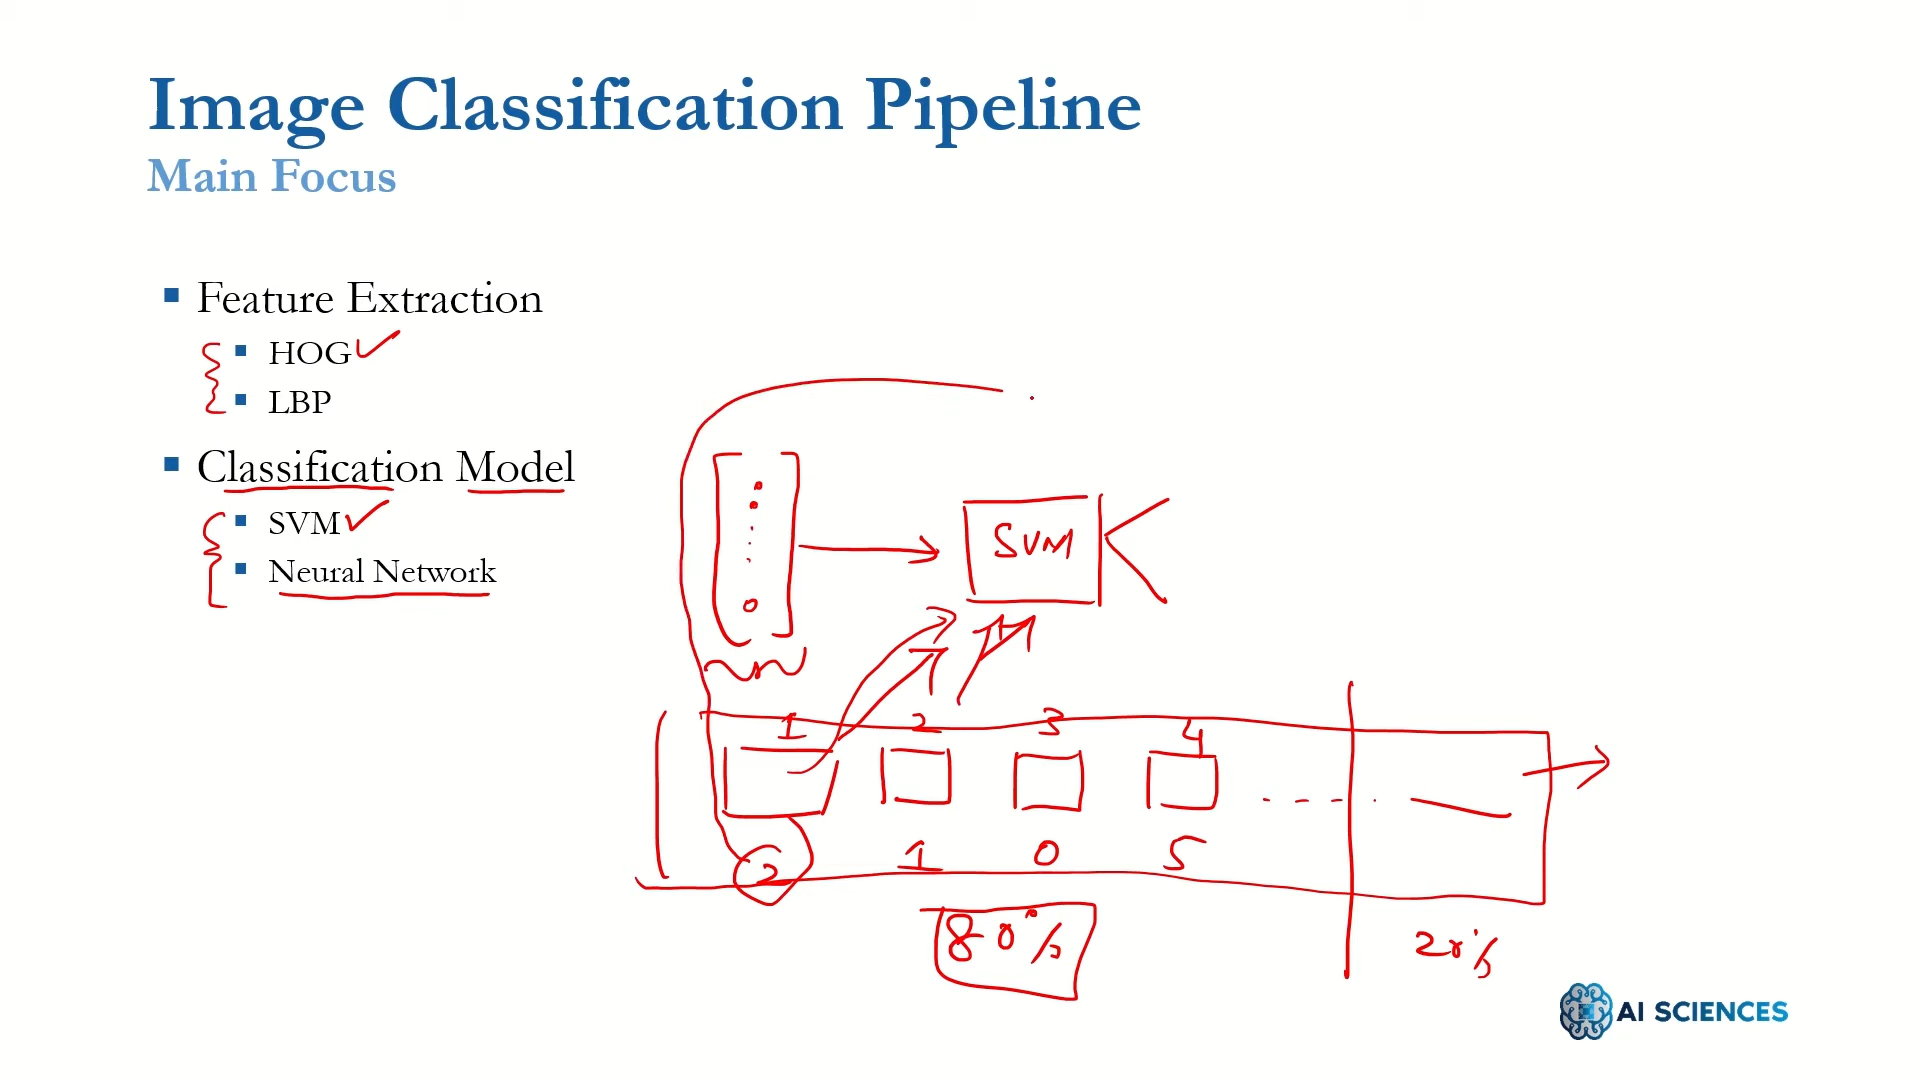 Image Classification Pipeline
Main Focus
Feature Extraction
HOG
LBP
Classification Model
SVM
Neural Network
SVM
1 2 3 4
2 1 0 5
80%
20%
AI SCIENCES